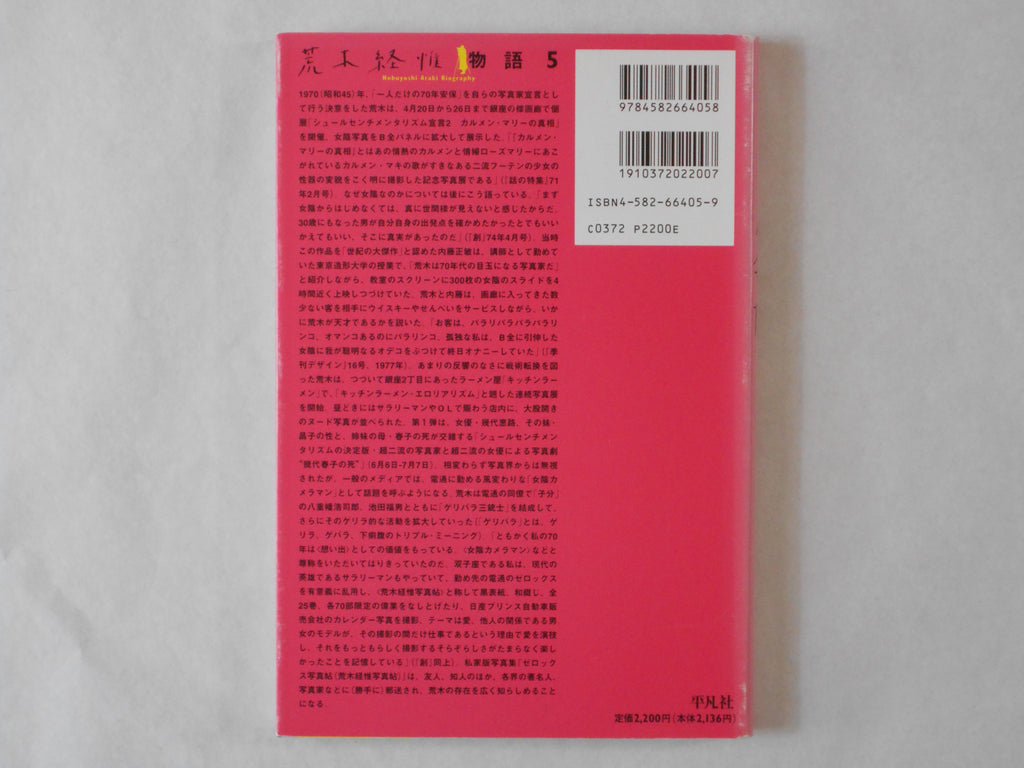 荒木経惟物語 5
Nobuyoshi Araki Biography
1970(昭和45)年、「一人だけの70年安保」を自らの写真家宣言とし
て行う決意をした荒木は、4月20日から26日まで銀座の傑画廊で個
展「シュールセンチメンタリズム宣言2 カルメン・マリーの真相」
を開催、女陰写真をB全パネルに拡大して展示した。「『カルメン・
マリーの真相』とはあの情熱のカルメンと情婦ローズマリーにあこ
がれているカルメン・マキの歌がすきなある二流フーテンの少女の
性器の変貌をこく明に撮影した記念写真展である」(『話の特集』71
年2月号)。なぜ女陰なのかについては後にこう語っている。「まず
女陰からはじめなくては、真に世間様が見えないと感じたからだ。
30歳にもなった男が自分自身の出発点を確かめたかったとでもいい
かえてもいい、そこに真実があったのだ」(『創』74年4月号)。当時
この作品を「世紀の大傑作」と認めた内藤正敏は、講師として勤めて
いた東京造形大学の授業で、「荒木は70年代の目玉になる写真家だ」
と紹介しながら、教室のスクリーンに300枚の女陰のスライドを4
時間近く上映しつづけていた。荒木と内藤は、画廊に入ってきた数
少ない客を相手にウイスキーやせんべいをサービスしながら、いか
に荒木が天才であるかを説いた。「お客は、パラリパラパラパラリ
ンコ、オマンコあるのにパラリンコ、孤独な私は、B全に引伸した
女陰に我が聡明なるオデコをぶつけて終日オナニーしていた」(『季
刊デザイン』16号、1977年)。あまりの反響のなさに戦術転換を図
った荒木は、つづいて銀座2丁目にあったラーメン屋「キッチンラー
メン」で、「キッチンラーメン・エロリアリズム」と題した連続写真展
を開始。昼どきにはサラリーマンやOLで賑わう店内に、大股開き
のヌード写真が並べられた。第1弾は、女優・幾代恵路、その妹・
昌子の性と、姉妹の母・春子の死が交錯する「シュールセンチメン
タリズムの決定版・超二流の写真家と超二流の女優による写真劇
“幾代春子の死”」(6月6日-7月7日)。相変わらず写真界からは無視
されたが、一般のメディアでは、電通に勤める風変わりな「女陰カ
メラマン」として話題を呼ぶようになる。荒木は電通の同僚で「子分」
の八重幡浩司郎、池田福男とともに「ゲリバラ三銃士」を結成して、
さらにそのゲリラ的な活動を拡大していった(「ゲリバラ」とは、ゲ
リラ、ゲバラ、下痢腹のトリプル・ミーニング)。「ともかく私の70
年は〈想い出〉としての価値をもっている。〈女陰カメラマン〉などと
尊称をいただいてはりきっていたのだ。双子座である私は、現代の
英雄であるサラリーマンもやっていて、勤め先の電通のゼロックス
を有意義に乱用し、〈荒木経惟写真帖〉と称して黒表紙、和綴じ、全
25巻、各70部限定の偉業をなしとげたり、日産プリンス自動車販
売会社のカレンダー写真を撮影、テーマは愛、他人の関係である男
女のモデルが、その撮影の間だけ仕事であるという理由で愛を演技
し、それをもっともらしく撮影するそらぞらしさがたまらなく楽し
かったことを記憶している」(『創』同上)。私家版写真集『ゼロック
ス写真帖(荒木経惟写真帖)』は、友人、知人のほか、各界の著名人、
写真家などに(勝手に)郵送され、荒木の存在を広く知らしめること
になる。
9784582664058
1910372022007
ISBN4-582-66405-9
C0372 P2200E
平凡社
定価2,200円(本体2,136円)